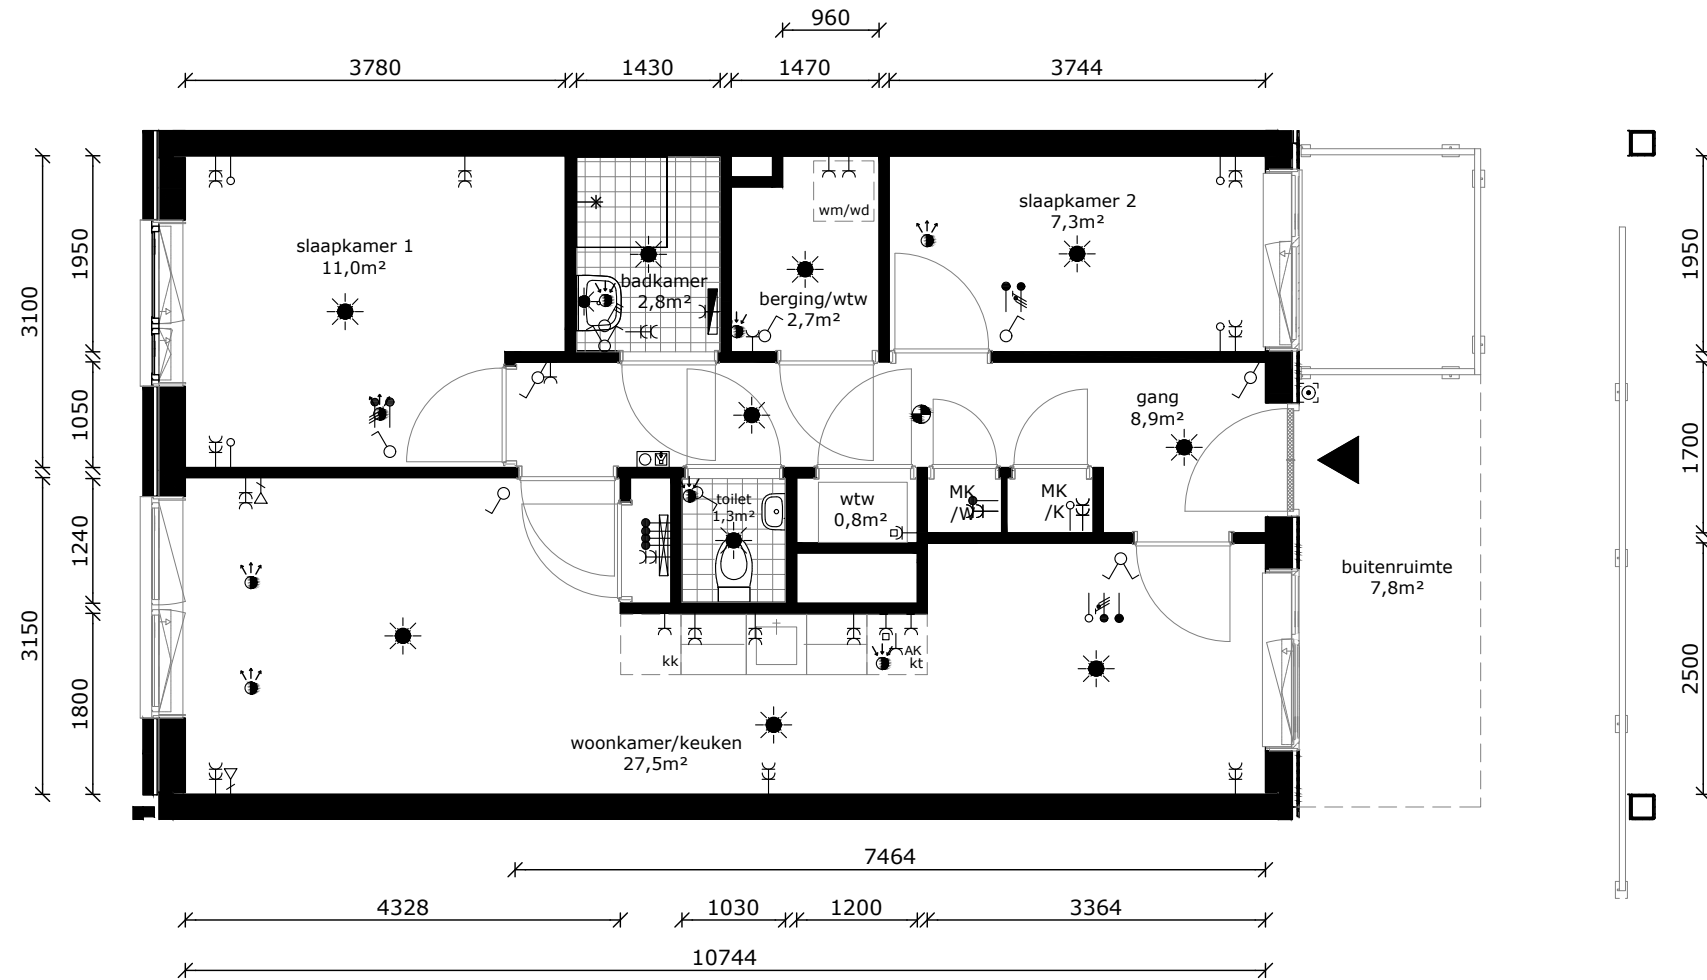 960
3780
1430
1470
3744
3100
1950
1050
1240
3150
1800
1950
1700
2500
slaapkamer 1
11,0m²
badkamer
2,8m²
wm/wd
berging/wtw
2,7m²
slaapkamer 2
7,3m²
gang
8,9m²
toilet
1,3m²
wtw
0,8m²
MK
/W
MK
/K
buitenruimte
7,8m²
kk
AK
kt
woonkamer/keuken
27,5m²
7464
4328
1030
1200
3364
10744